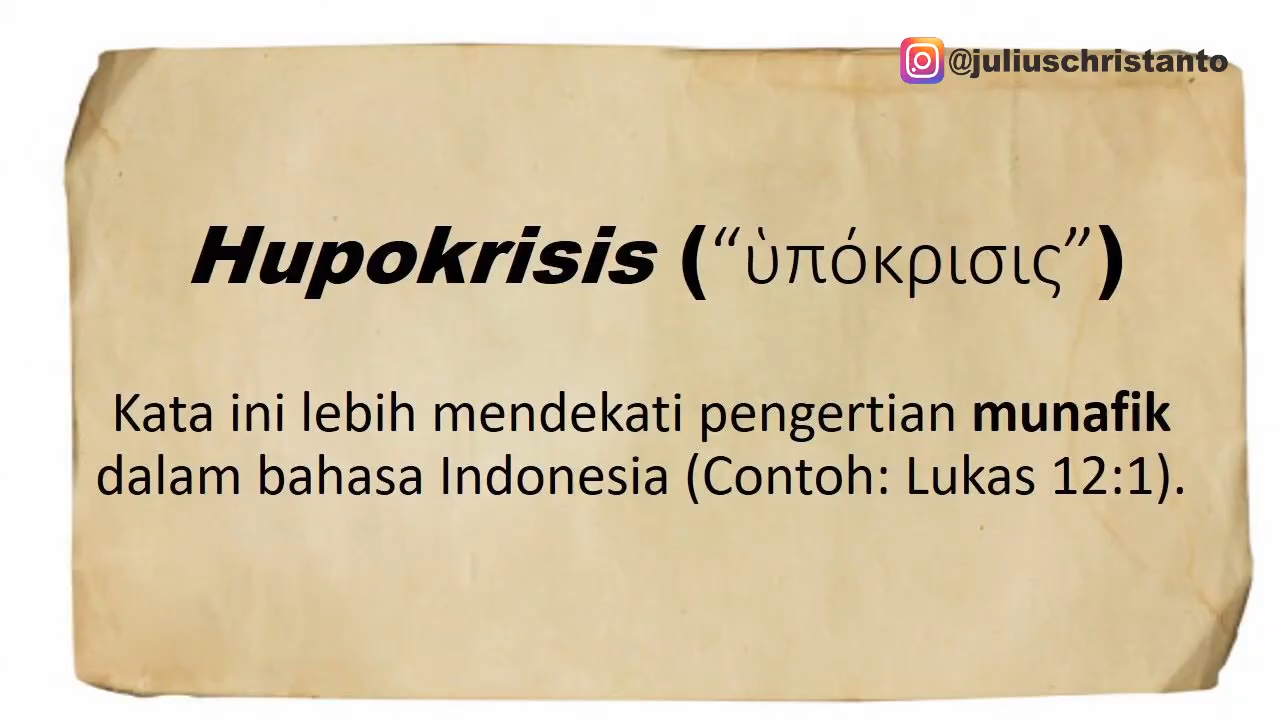 @juliuschristanto
Hupokrisis (“ὑπόκρισις”)
Kata ini lebih mendekati pengertian munafik
dalam bahasa Indonesia (Contoh: Lukas 12:1).